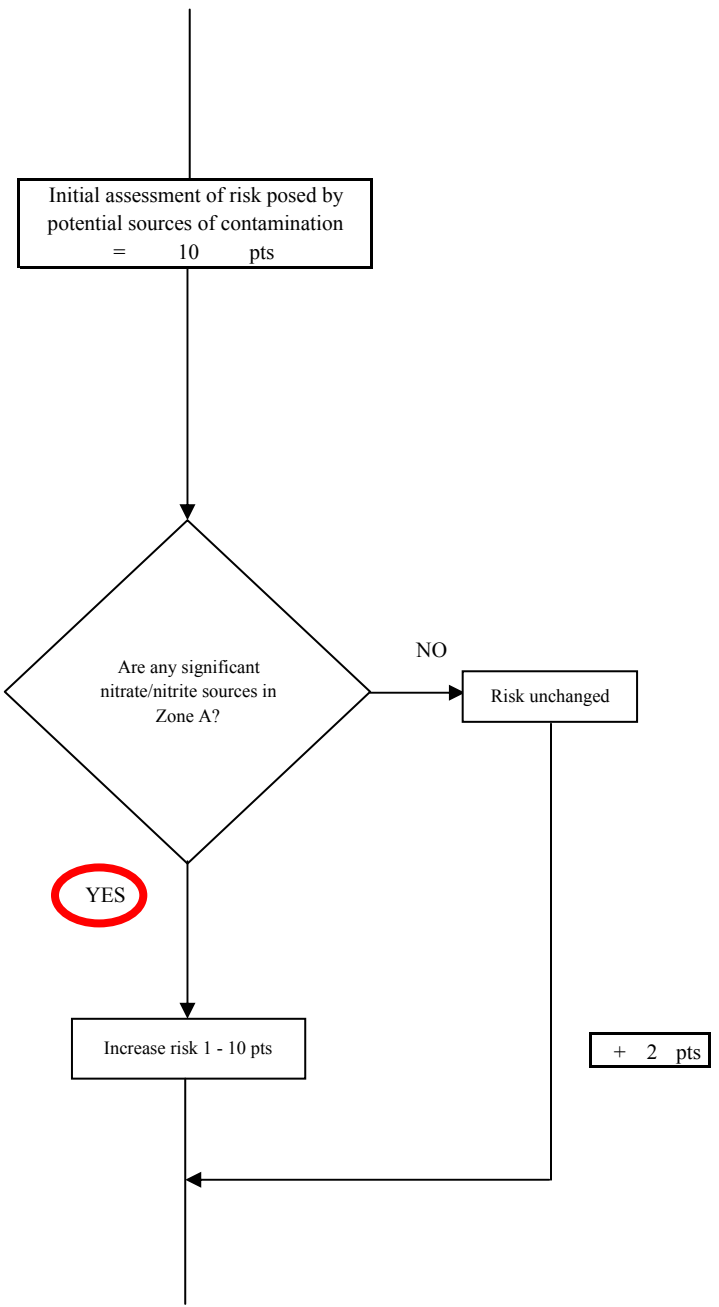 Initial assessment of risk posed by
potential sources of contamination
= 10 pts
Are any significant
nitrate/nitrite sources in
Zone A?
NO
Risk unchanged
YES
Increase risk 1 - 10 pts
+ 2 pts